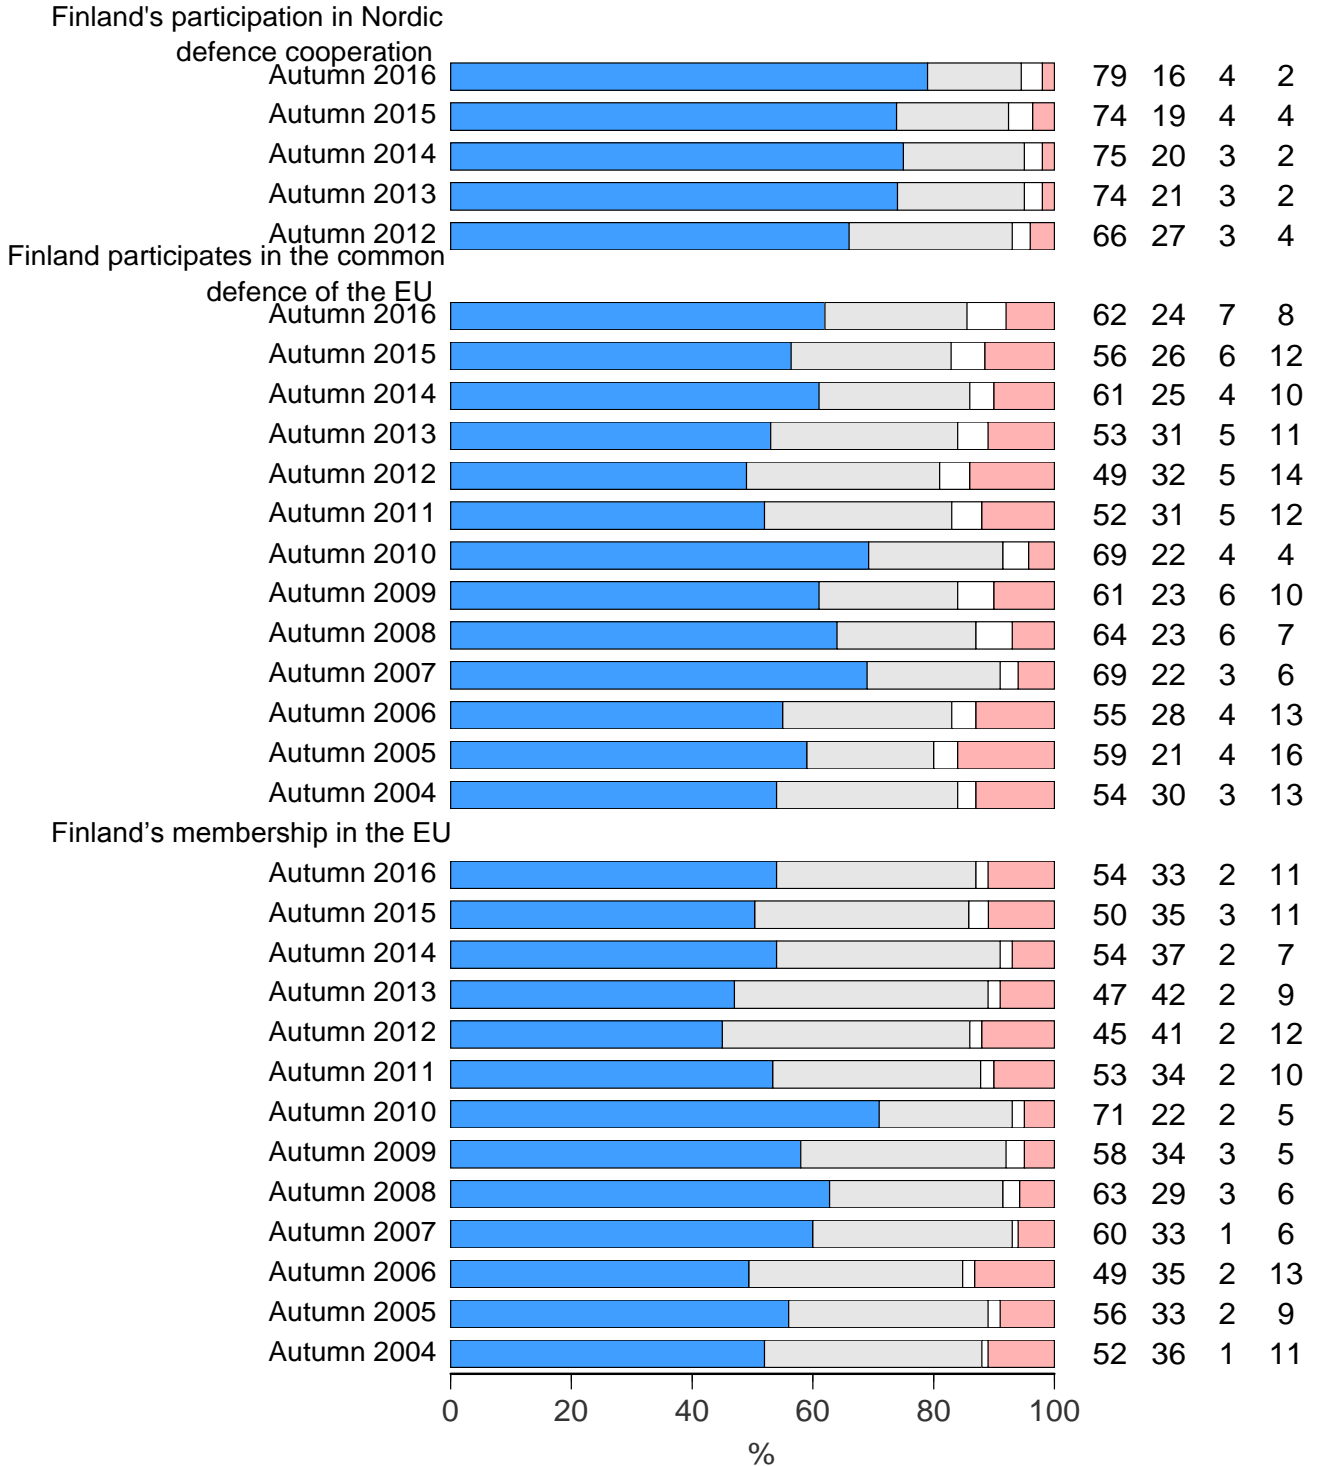 Finland's participation in Nordic
defence cooperation
Autumn 2016 79 16 4 2
Autumn 2015 74 19 4 4
Autumn 2014 75 20 3 2
Autumn 2013 74 21 3 2
Autumn 2012 66 27 3 4
Finland participates in the common
defence of the EU
Autumn 2016 62 24 7 8
Autumn 2015 56 26 6 12
Autumn 2014 61 25 4 10
Autumn 2013 53 31 5 11
Autumn 2012 49 32 5 14
Autumn 2011 52 31 5 12
Autumn 2010 69 22 4 4
Autumn 2009 61 23 6 10
Autumn 2008 64 23 6 7
Autumn 2007 69 22 3 6
Autumn 2006 55 28 4 13
Autumn 2005 59 21 4 16
Autumn 2004 54 30 3 13
Finland’s membership in the EU
Autumn 2016 54 33 2 11
Autumn 2015 50 35 3 11
Autumn 2014 54 37 2 7
Autumn 2013 47 42 2 9
Autumn 2012 45 41 2 12
Autumn 2011 53 34 2 10
Autumn 2010 71 22 2 5
Autumn 2009 58 34 3 5
Autumn 2008 63 29 3 6
Autumn 2007 60 33 1 6
Autumn 2006 49 35 2 13
Autumn 2005 56 33 2 9
Autumn 2004 52 36 1 11
0 20 40 60 80 100
%